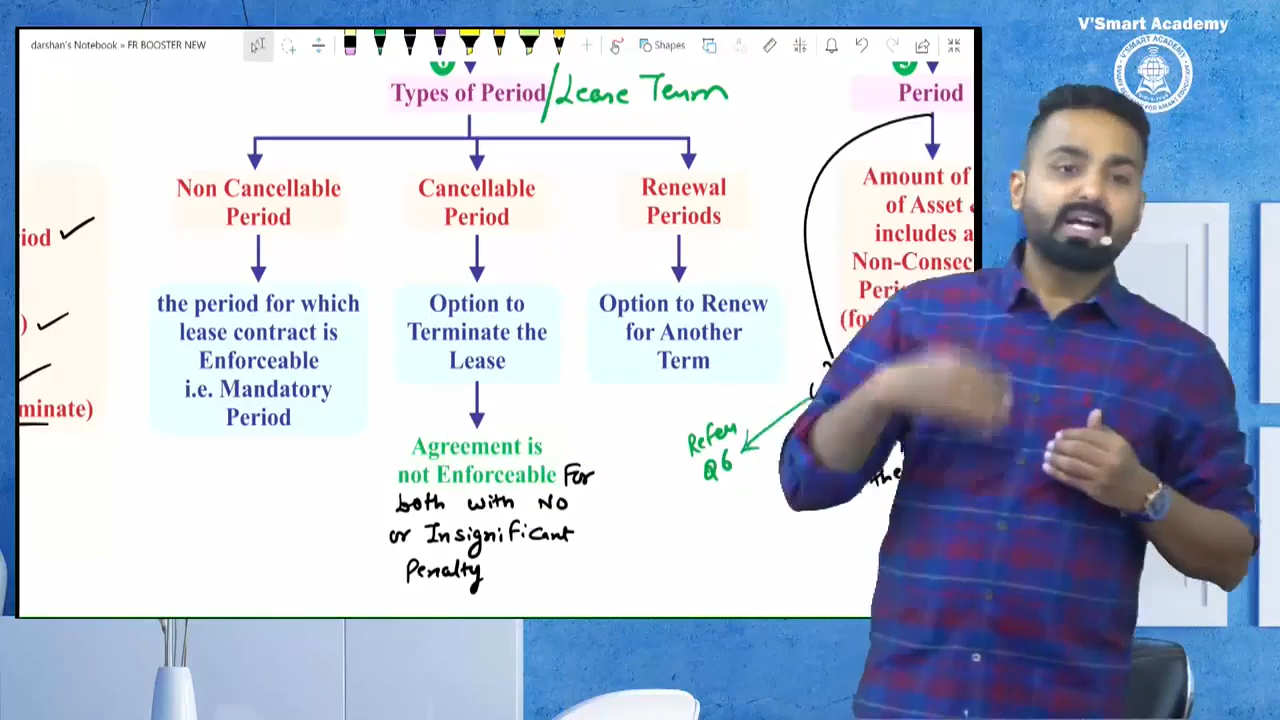 V'Smart Academy
darshan's Notebook » FR BOOSTER NEW
Shapes
Types of Period/Lease Term
Period
Non Cancellable
Period
Cancellable
Period
Renewal
Periods
the period for which
lease contract is
Enforceable
i.e. Mandatory
Period
Option to
Terminate the
Lease
Option to Renew
for Another
Term
Agreement is
not Enforceable For
both with No
or Insignificant
Penalty
Amount of
of Asset
includes a
Non-Consec
Peri
(for
Refer
Q6
the
iod
)
minate)